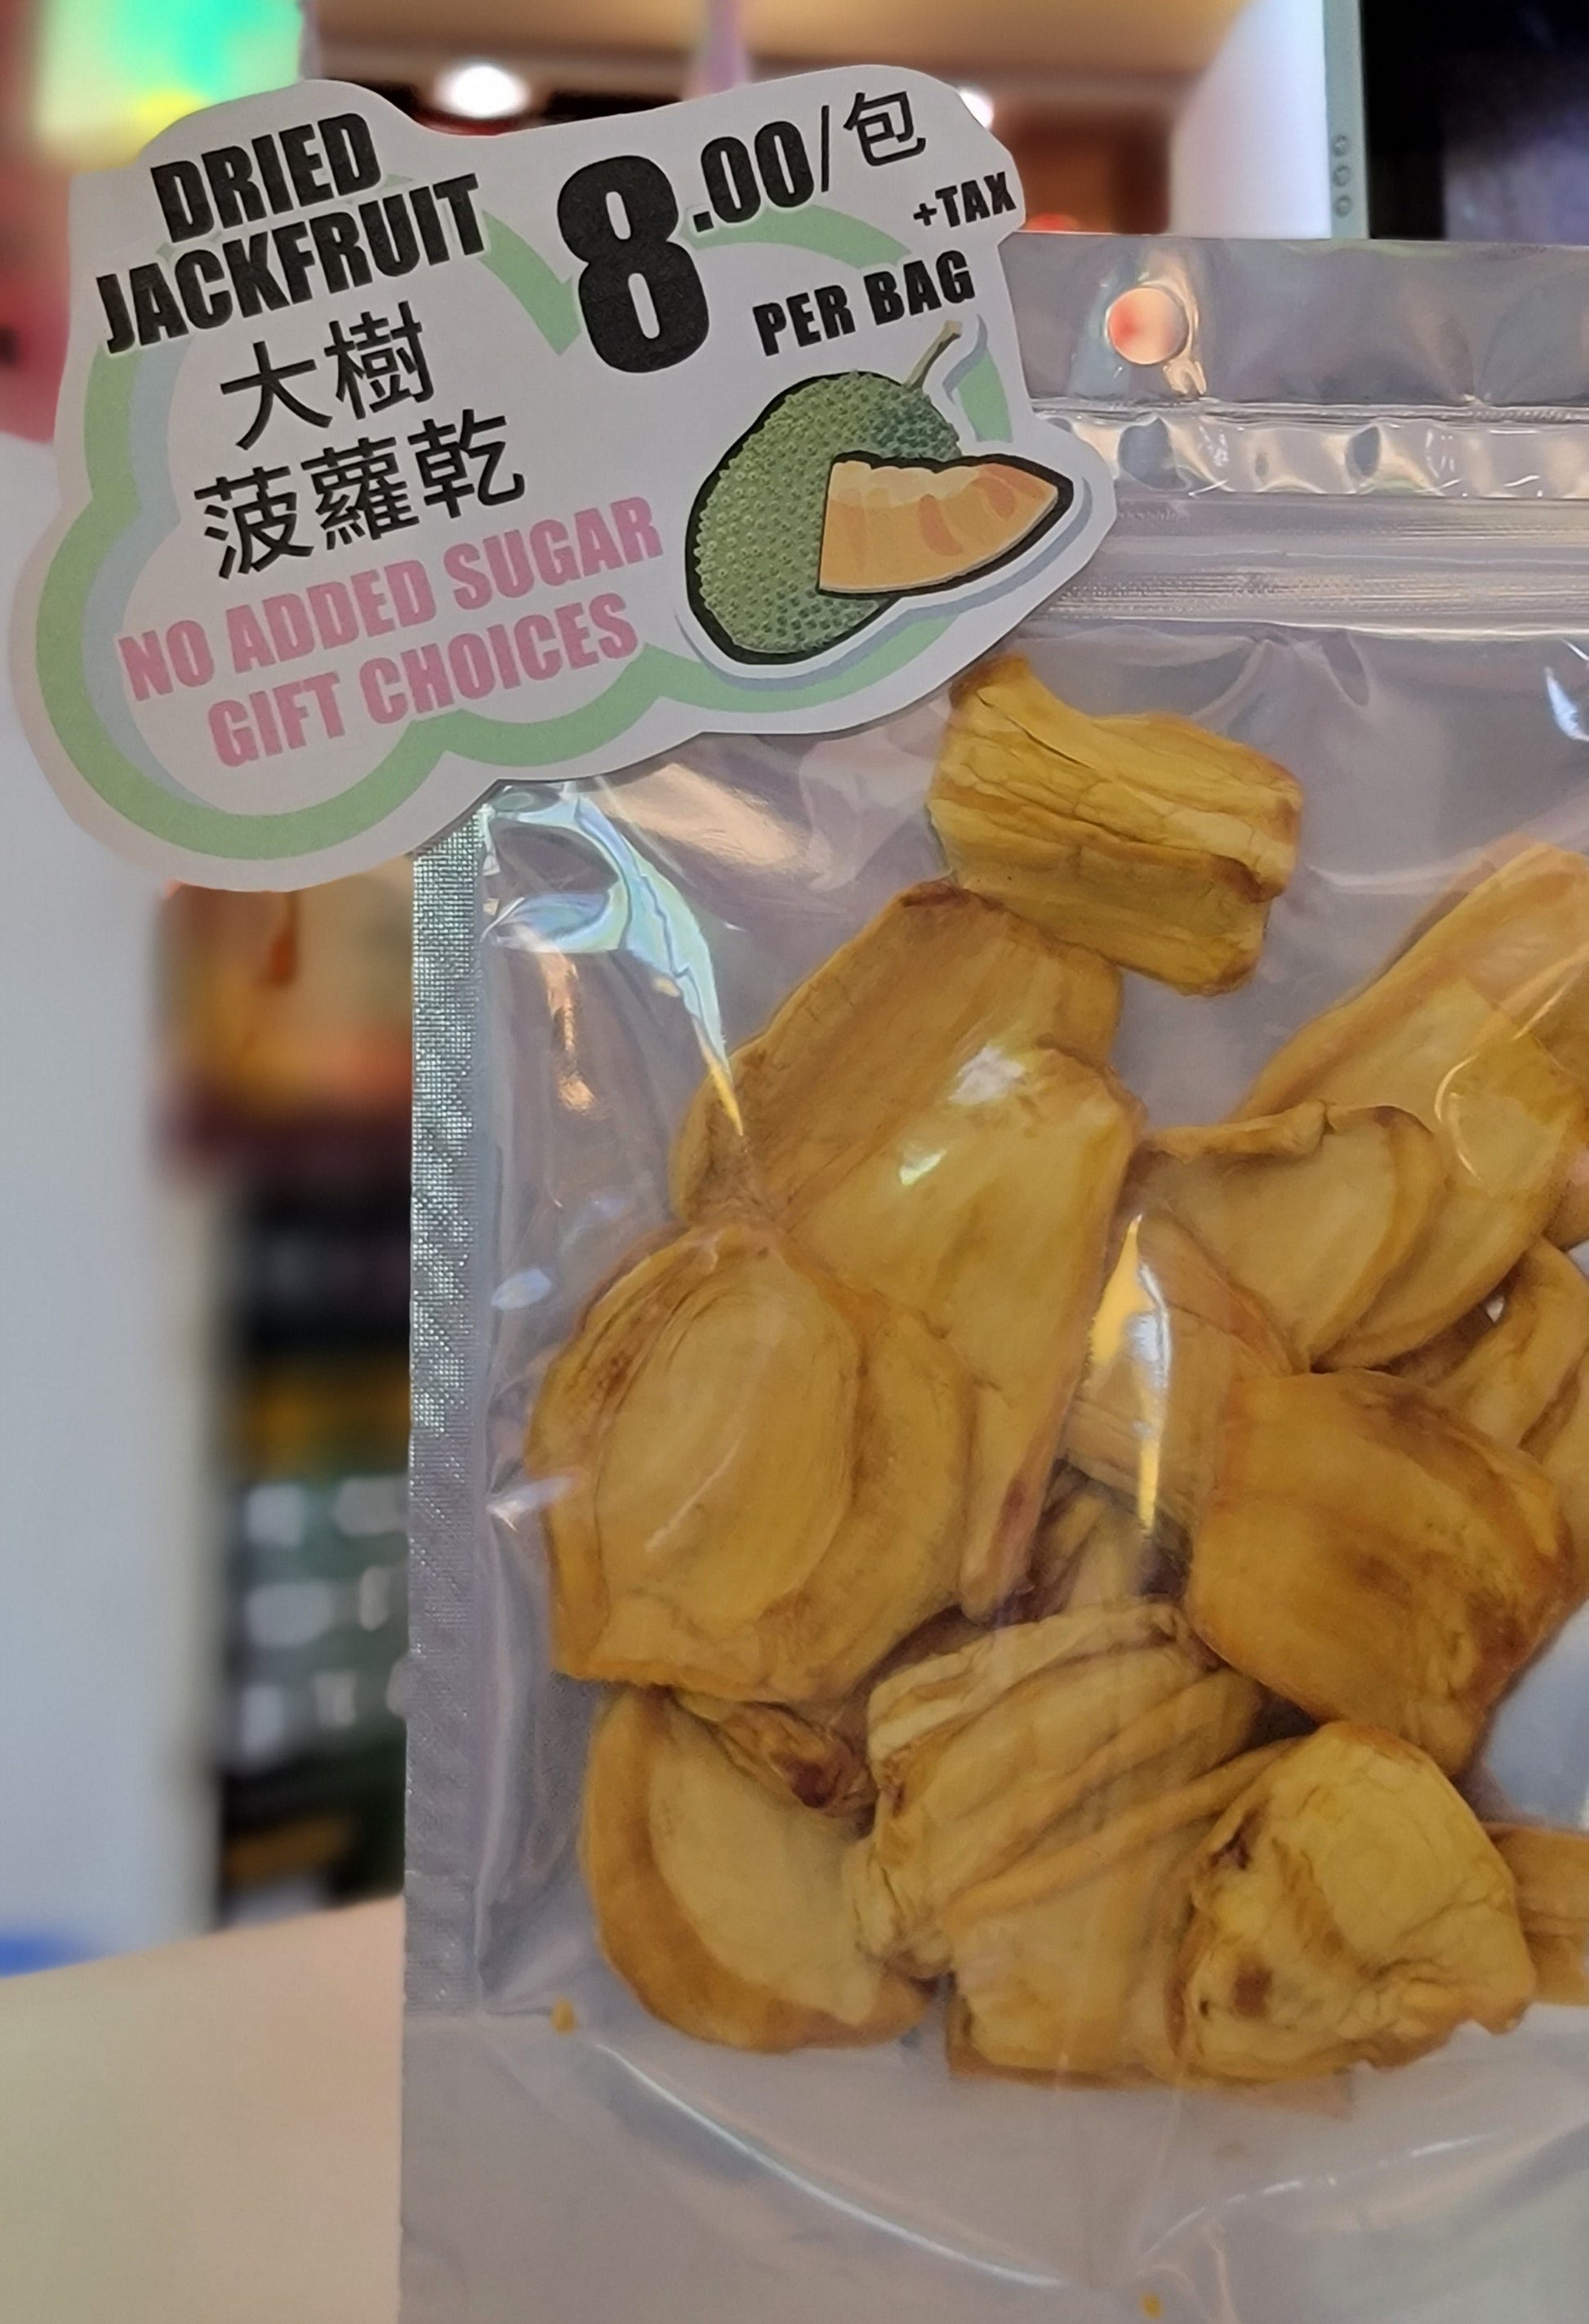 DRIED
JACKFRUIT
大樹
菠蘿乾
8.00/包
+TAX
PER BAG
NO ADDED SUGAR
GIFT CHOICES